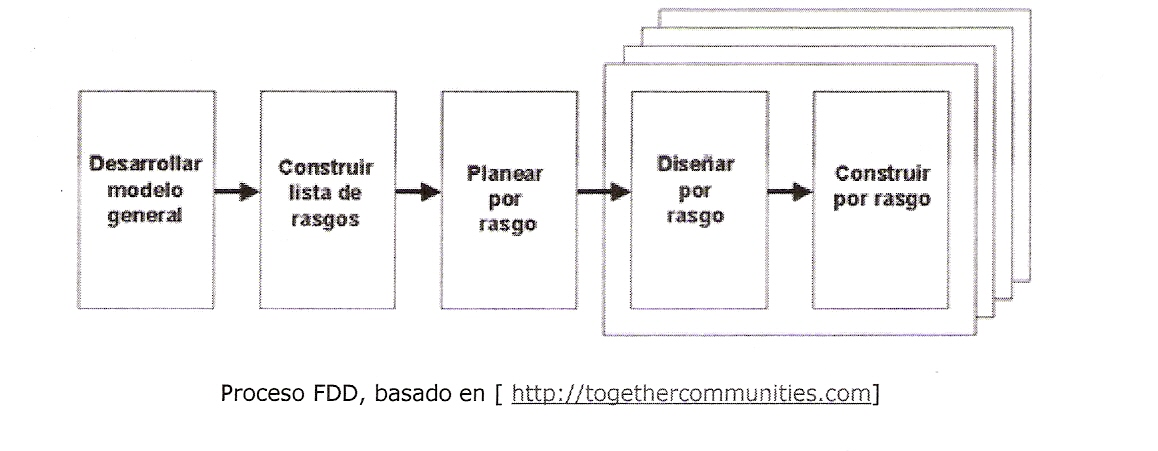 Desarrollar
modelo
general
Construir
lista de
rasgos
Planear
por
rasgo
Diseñar
por
rasgo
Construir
por rasgo
Proceso FDD, basado en [ http://togethercommunities.com]